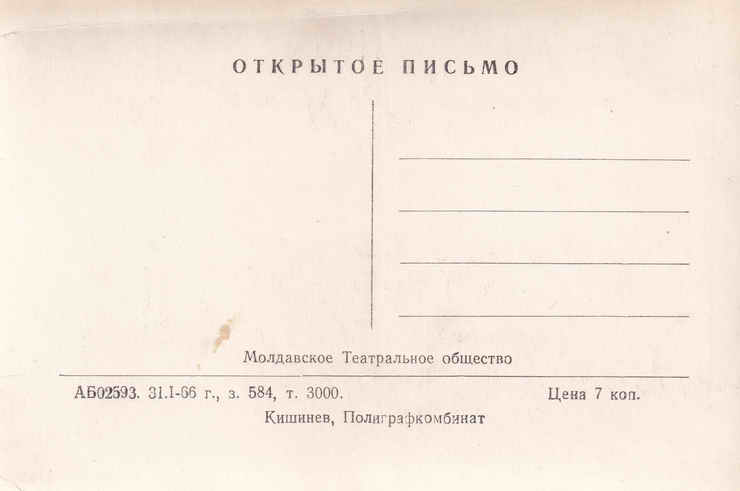 ОТКРЫТОЕ ПИСЬМО
Молдавское Театральное общество
АБ02593. 31.I-66 г., з. 584, т. 3000. Цена 7 коп.
Кишинев, Полиграфкомбинат